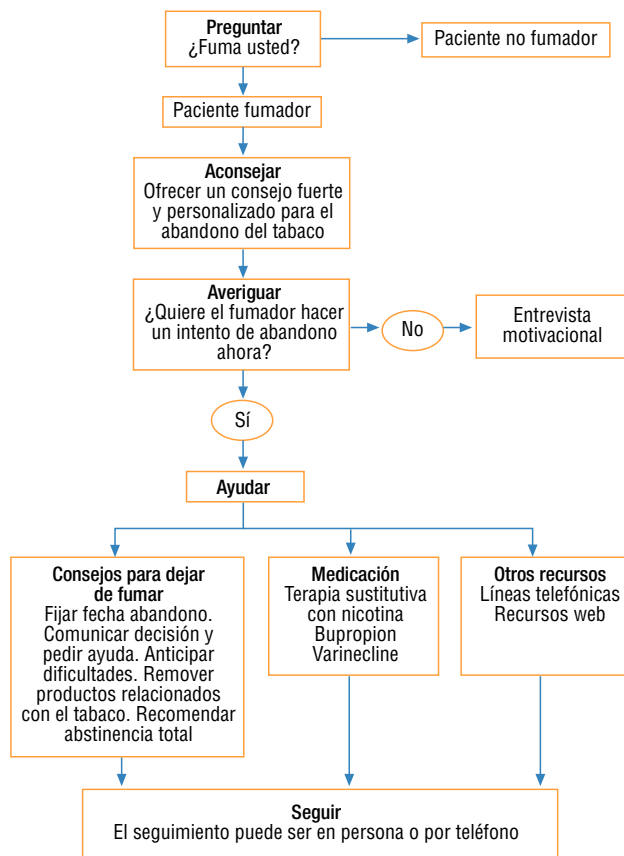 Preguntar
¿Fuma usted?
Paciente no fumador
Paciente fumador
Aconsejar
Ofrecer un consejo fuerte
y personalizado para el
abandono del tabaco
Averiguar
¿Quiere el fumador hacer
un intento de abandono
ahora?
No
Entrevista
motivacional
Sí
Ayudar
Consejos para dejar
de fumar
Fijar fecha abandono.
Comunicar decisión y
pedir ayuda. Anticipar
dificultades. Remover
productos relacionados
con el tabaco. Recomendar
abstinencia total
Medicación
Terapia sustitutiva
con nicotina
Bupropion
Varinecline
Otros recursos
Líneas telefónicas
Recursos web
Seguir
El seguimiento puede ser en persona o por teléfono